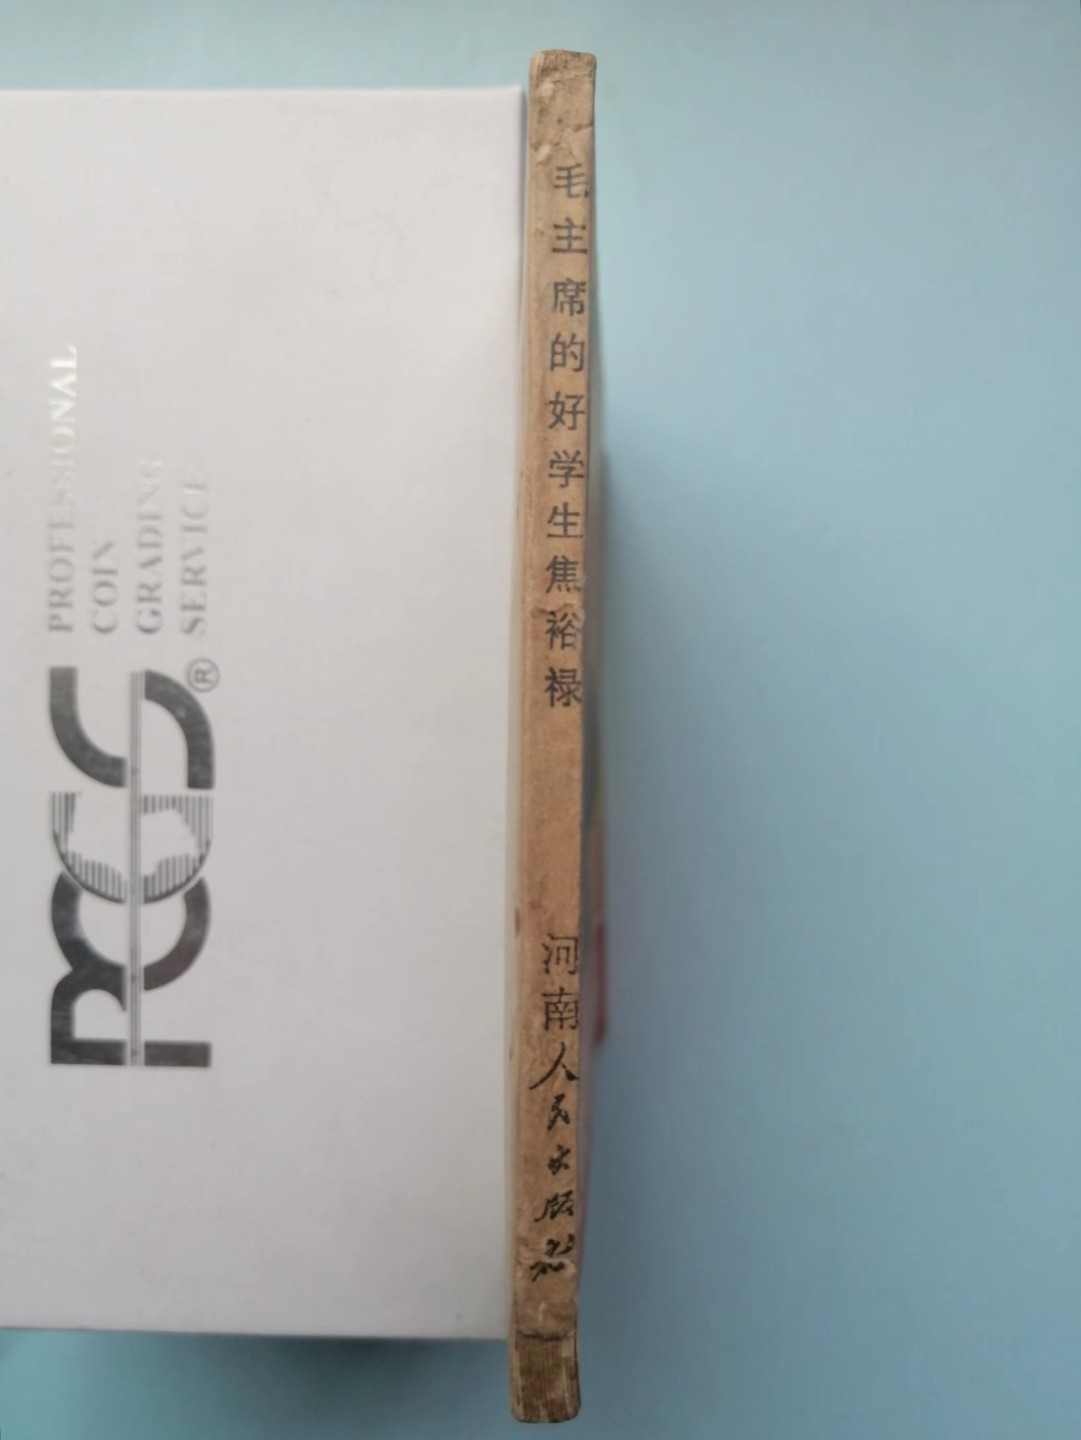 PROFESSIONAL
COIN
GRADING
SERVICE
PCGS®
毛主席的好学生焦裕禄
河南人民出版社